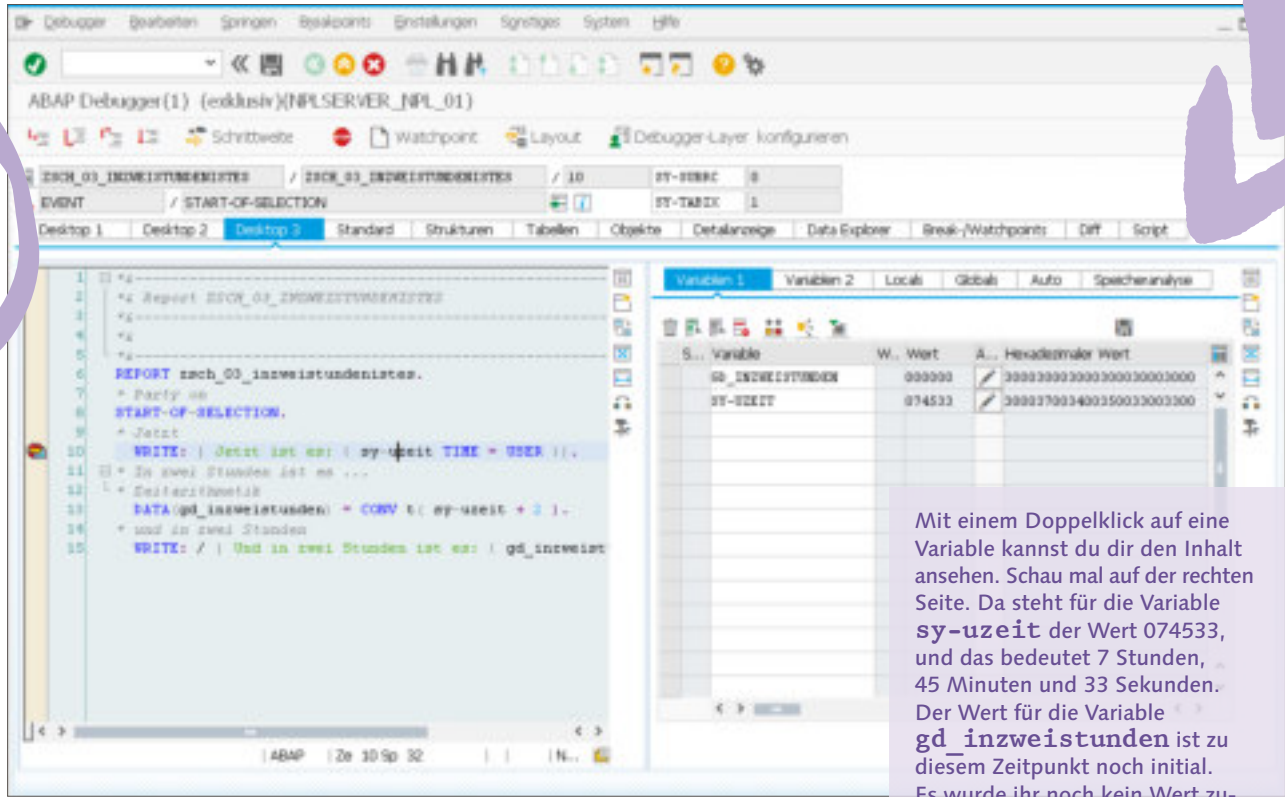 Debugger Bearbeiten Springen Breakpoints Einstellungen Sonstiges System Hilfe
ABAP Debugger(1) (exklusiv)(NPLSERVER_NPL_01)
Schrittweite Watchpoint Layout Debugger-Layer konfigurieren
ZSCH_03_INZWEISTUNDENISTES / ZSCH_03_INZWEISTUNDENISTES / 10 SY-SUBRC 0
EVENT / START-OF-SELECTION SY-TABIX 1
Desktop 1 Desktop 2 Desktop 3 Standard Strukturen Tabellen Objekte Detailanzeige Data Explorer Break-/Watchpoints Diff Script
1 *&---------------------------------------------------------------------
2 *& Report ZSCH_03_INZWEISTUNDENISTES
3 *&---------------------------------------------------------------------
4 *&
5 *&---------------------------------------------------------------------
6 REPORT zsch_03_inzweistundenistes.
7 * Party on
8 START-OF-SELECTION.
9 * Jetzt
10 WRITE: | Jetzt ist es: { sy-uzeit TIME = USER }|.
11 * In zwei Stunden ist es ...
12 * Zeitarithmetik
13 DATA(gd_inzweistunden) = CONV t( sy-uzeit + 2 ).
14 * und in zwei Stunden
15 WRITE: / | Und in zwei Stunden ist es: { gd_inzweist
ABAP Ze 10 Sp 32 N...
Variablen 1 Variablen 2 Locals Globals Auto Speicheranalyse
S... Variable W... Wert Ä... Hexadezimaler Wert
GD_INZWEISTUNDEN 000000 300030003000300030003000
SY-UZEIT 074533 300037003400350033003300
Mit einem Doppelklick auf eine
Variable kannst du dir den Inhalt
ansehen. Schau mal auf der rechten
Seite. Da steht für die Variable
sy-uzeit der Wert 074533,
und das bedeutet 7 Stunden,
45 Minuten und 33 Sekunden.
Der Wert für die Variable
gd_inzweistunden ist zu
diesem Zeitpunkt noch initial.
Es wurde ihr noch kein Wert zu-